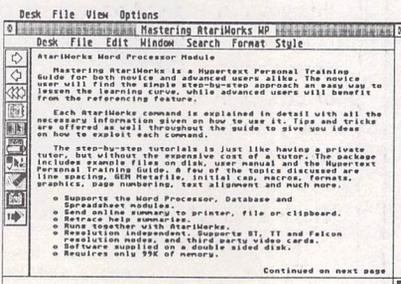 Desk File View Options
Mastering AtariWorks WP
Desk File Edit Window Search Format Style
AtariWorks Word Processor Module
Mastering AtariWorks is a Hypertext Personal Training
Guide for both novice and advanced users alike. The novice
user will find the simple step-by-step approach an easy way to
lessen the learning curve, while advanced users will benefit
from the referencing feature.
Each AtariWorks command is explained in detail with all the
necessary information given on how to use it. Tips and tricks
are offered as well throughout the guide to give you ideas
on how to exploit each command.
The step-by-step tutorials is just like having a private
tutor, but without the expensive cost of a tutor. The package
includes example files on disk, user manual and the Hypertext
Personal Training Guide. A few of the topics discussed are
line spacing, GEM Metafile, initial cap, macros, formats,
graphics, page numbering, text alignment and much more.
o Supports the Word Processor, Database and
Spreadsheet modules.
o Send online summary to printer, file or clipboard.
o Retrace help summaries.
o Runs together with AtariWorks.
o Resolution independent. Supports ST, TT and Falcon
resolution modes, and third party video cards.
o Software supplied on a double sided disk.
o Requires only 99K of memory.
Continued on next page